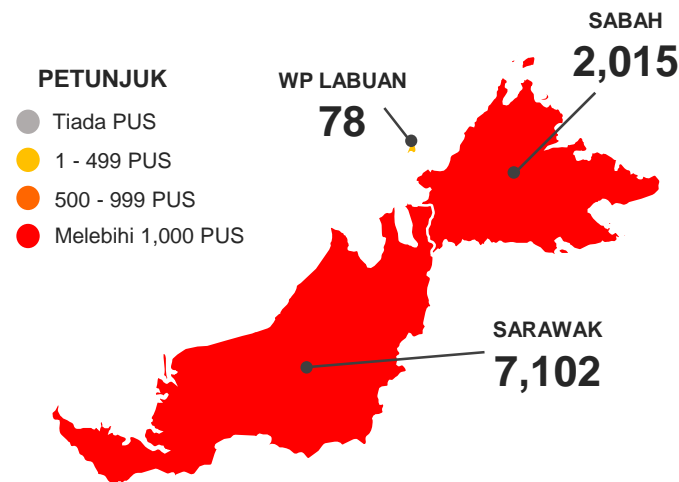 SABAH
2,015
PETUNJUK
WP LABUAN
78
Tiada PUS
1 - 499 PUS
500 - 999 PUS
Melebihi 1,000 PUS
SARAWAK
7,102